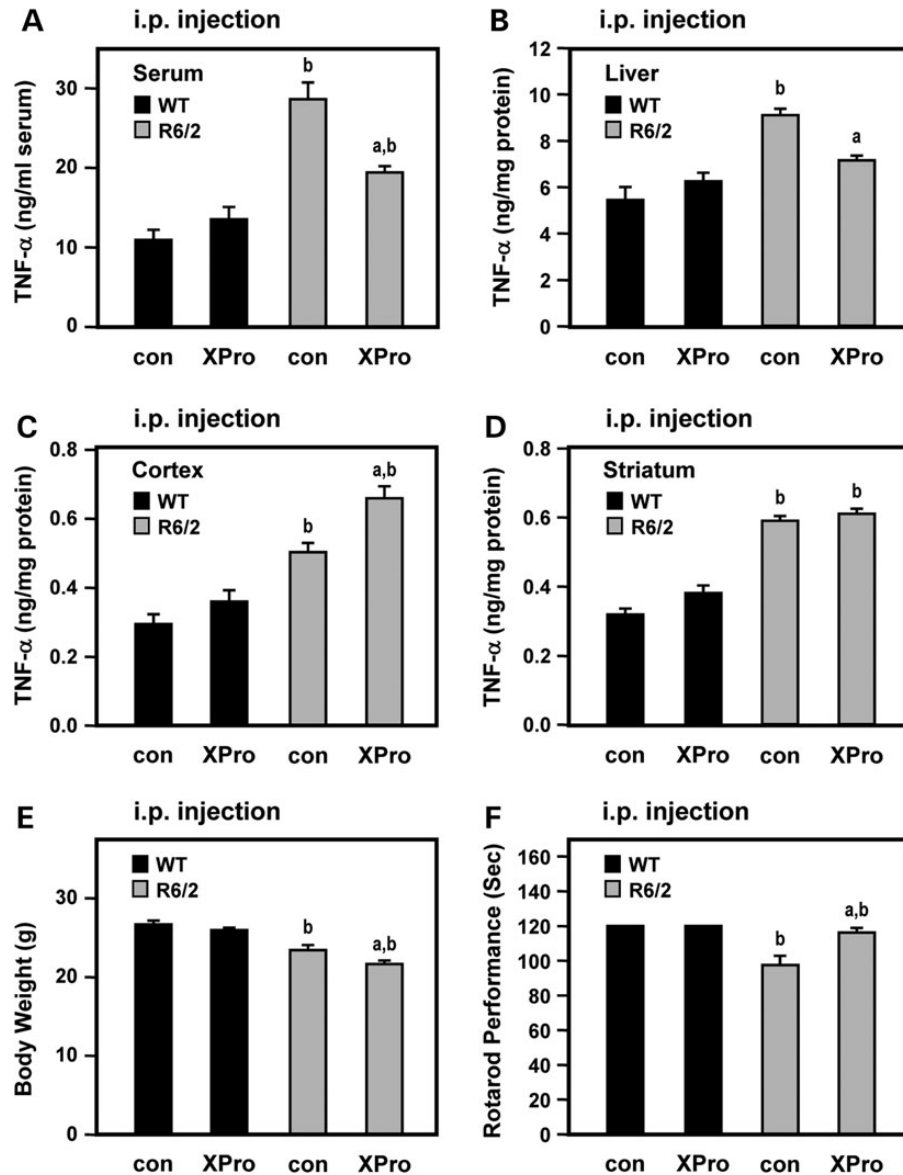 A
i.p. injection
TNF-α (ng/ml serum)
30
20
10
0
Serum
WT
R6/2
b
a,b
con XPro con XPro
B
i.p. injection
TNF-α (ng/mg protein)
12
10
8
6
4
2
0
Liver
WT
R6/2
b
a
con XPro con XPro
C
i.p. injection
TNF-α (ng/mg protein)
0.8
0.6
0.4
0.2
0.0
Cortex
WT
R6/2
b
a,b
con XPro con XPro
D
i.p. injection
TNF-α (ng/mg protein)
0.8
0.6
0.4
0.2
0.0
Striatum
WT
R6/2
b
b
con XPro con XPro
E
i.p. injection
Body Weight (g)
30
20
10
0
WT
R6/2
b
a,b
con XPro con XPro
F
i.p. injection
Rotarod Performance (Sec)
160
140
120
100
80
60
40
20
0
WT
R6/2
b
a,b
con XPro con XPro